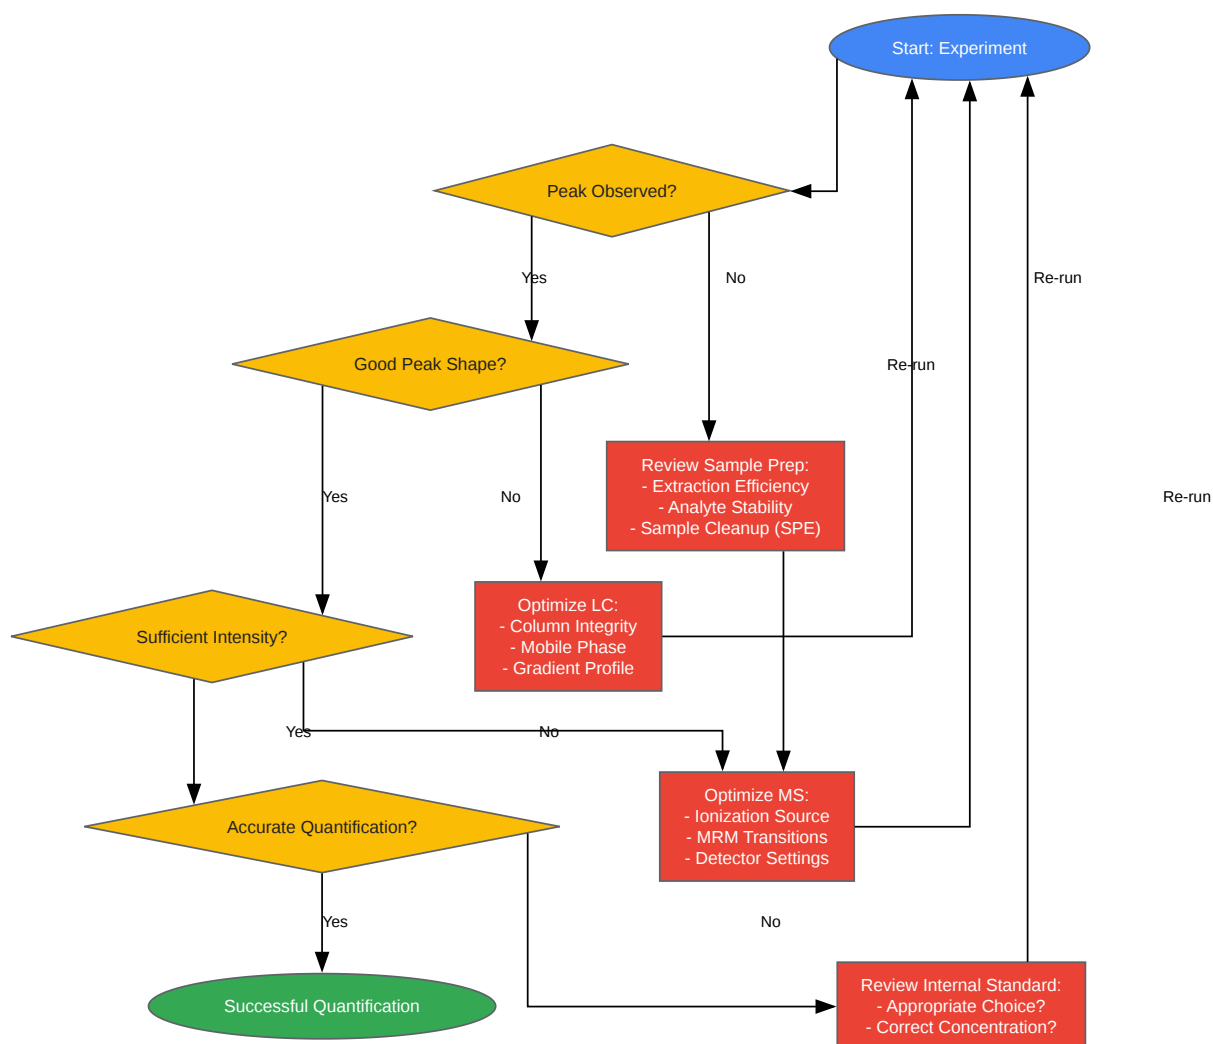 Start: Experiment
Peak Observed?
Yes
No
Re-run
Good Peak Shape?
Re-run
Yes
No
Re-run
Review Sample Prep:
- Extraction Efficiency
- Analyte Stability
- Sample Cleanup (SPE)
Optimize LC:
- Column Integrity
- Mobile Phase
- Gradient Profile
Sufficient Intensity?
Yes
No
Optimize MS:
- Ionization Source
- MRM Transitions
- Detector Settings
Accurate Quantification?
Yes
No
Successful Quantification
Review Internal Standard:
- Appropriate Choice?
- Correct Concentration?